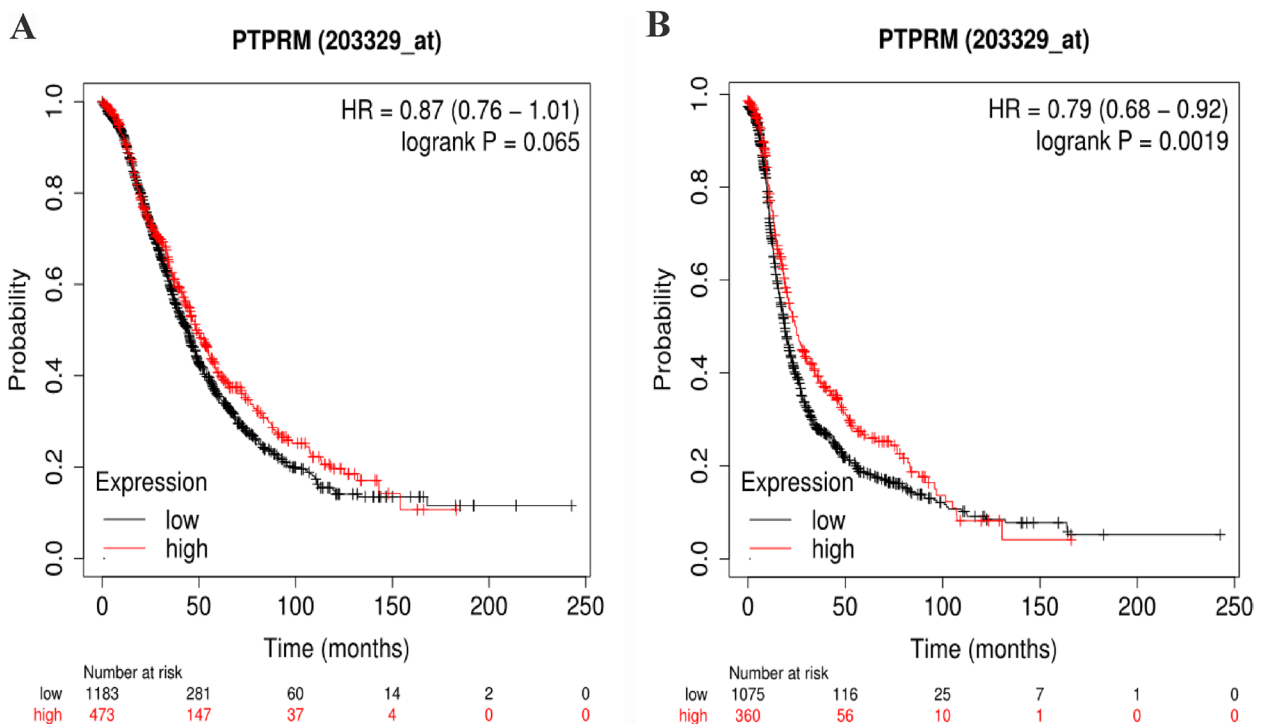 A
PTPRM (203329_at)
HR = 0.87 (0.76 – 1.01)
logrank P = 0.065
Probability
1.0
0.8
0.6
0.4
0.2
0.0
Expression
low
high
0 50 100 150 200 250
Time (months)
Number at risk
low 1183 281 60 14 2 0
high 473 147 37 4 0 0
B
PTPRM (203329_at)
HR = 0.79 (0.68 – 0.92)
logrank P = 0.0019
Probability
1.0
0.8
0.6
0.4
0.2
0.0
Expression
low
high
0 50 100 150 200 250
Time (months)
Number at risk
low 1075 116 25 7 1 0
high 360 56 10 1 0 0